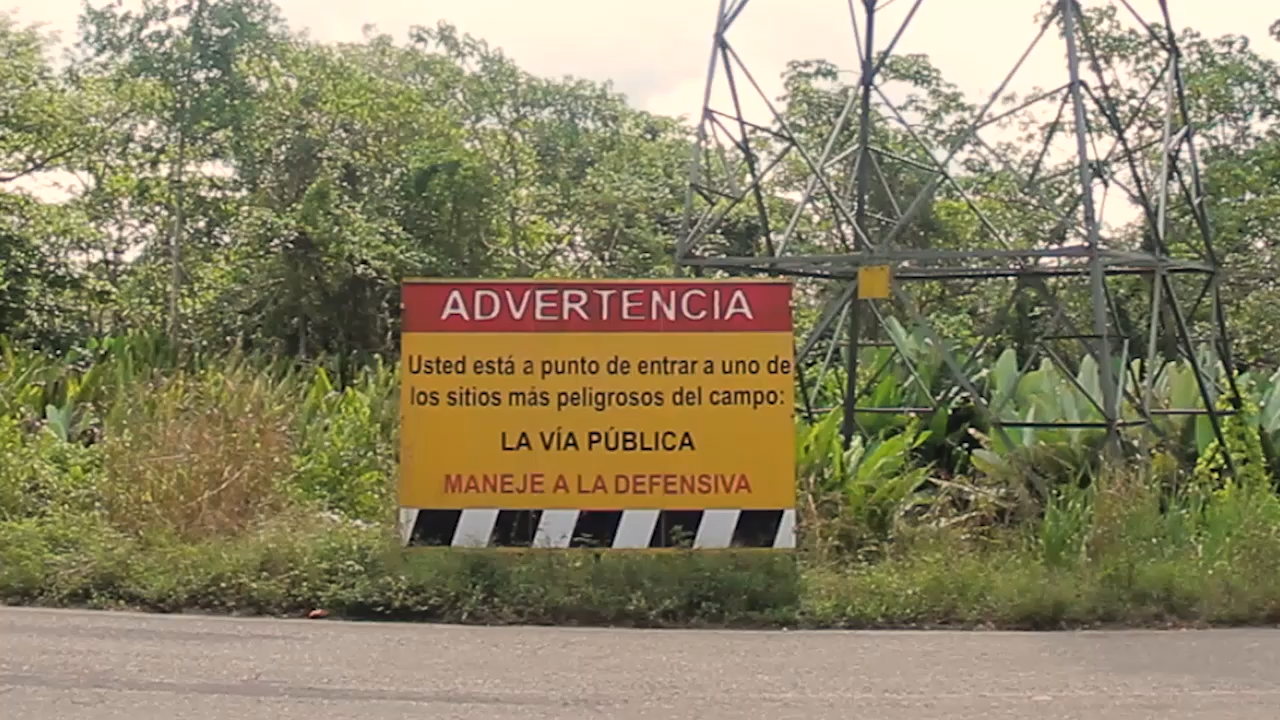 ADVERTENCIA
Usted está a punto de entrar a uno de
los sitios más peligrosos del campo:
LA VÍA PÚBLICA
MANEJE A LA DEFENSIVA